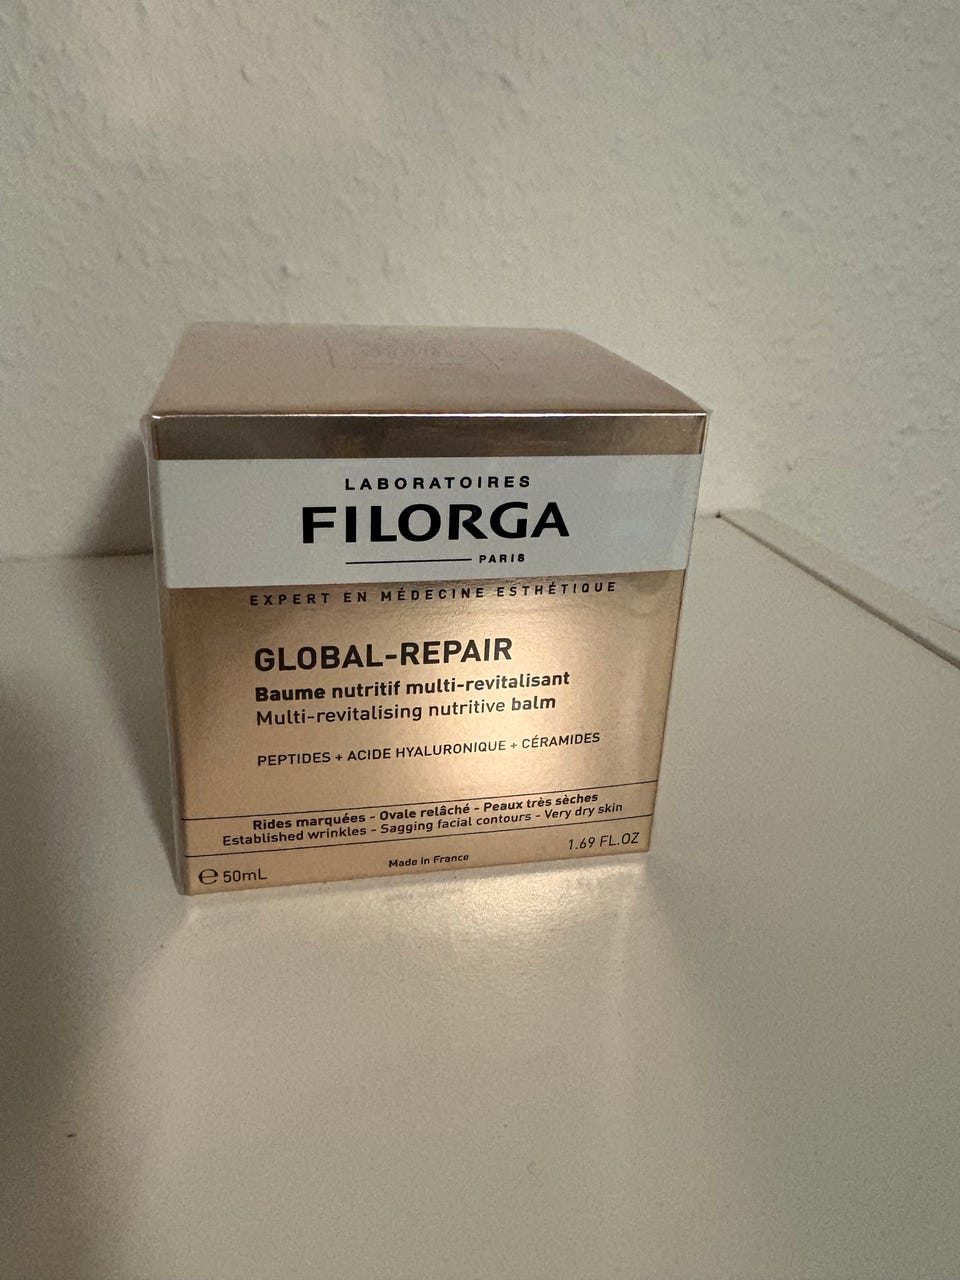 LABORATOIRES
FILORGA
PARIS
EXPERT EN MÉDECINE ESTHÉTIQUE
GLOBAL-REPAIR
Baume nutritif multi-revitalisant
Multi-revitalising nutritive balm
PEPTIDES + ACIDE HYALURONIQUE + CÉRAMIDES
Rides marquées - Ovale relâché - Peaux très sèches
Established wrinkles - Sagging facial contours - Very dry skin
℮ 50mL
Made in France
1.69 FL.OZ